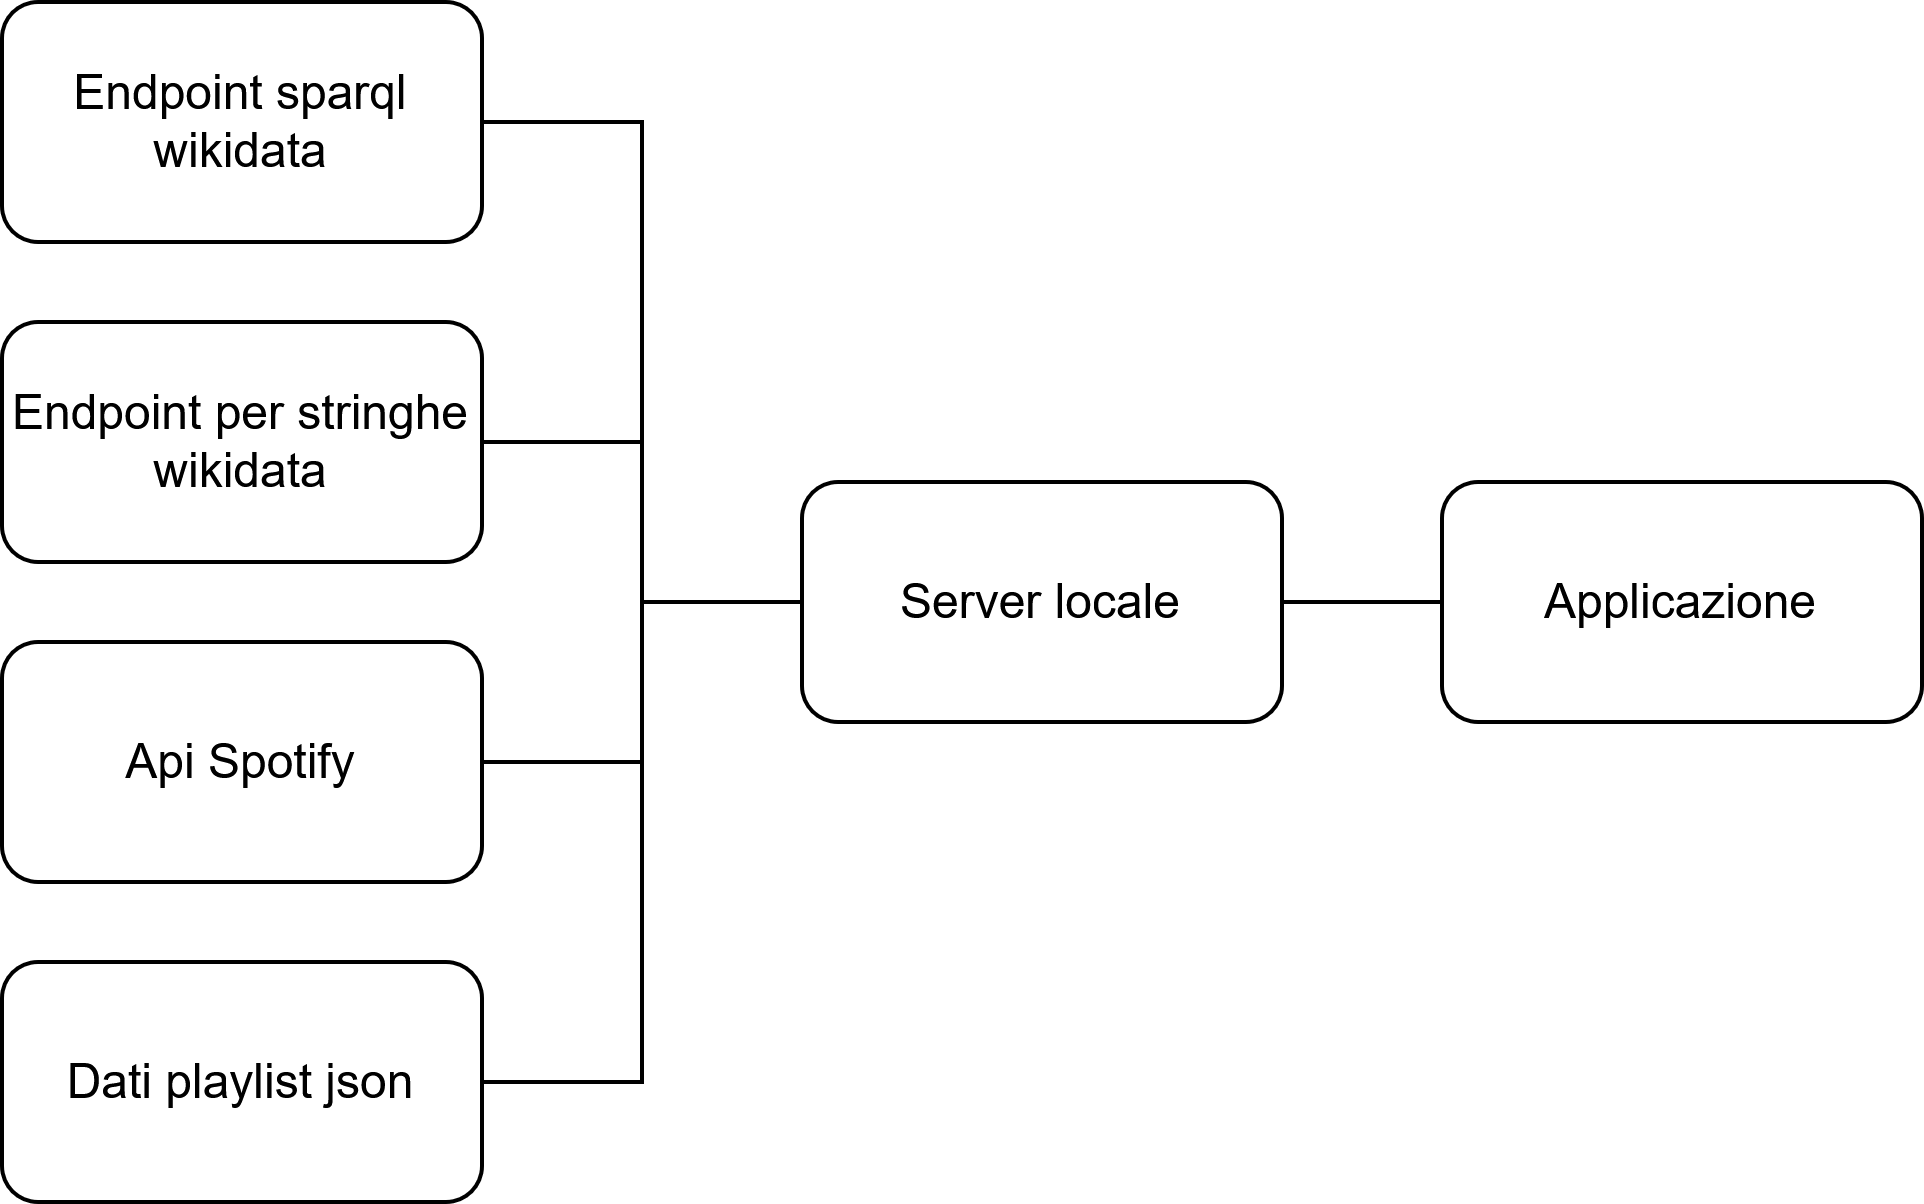 Endpoint sparql
wikidata
Endpoint per stringhe
wikidata
Api Spotify
Dati playlist json
Server locale
Applicazione